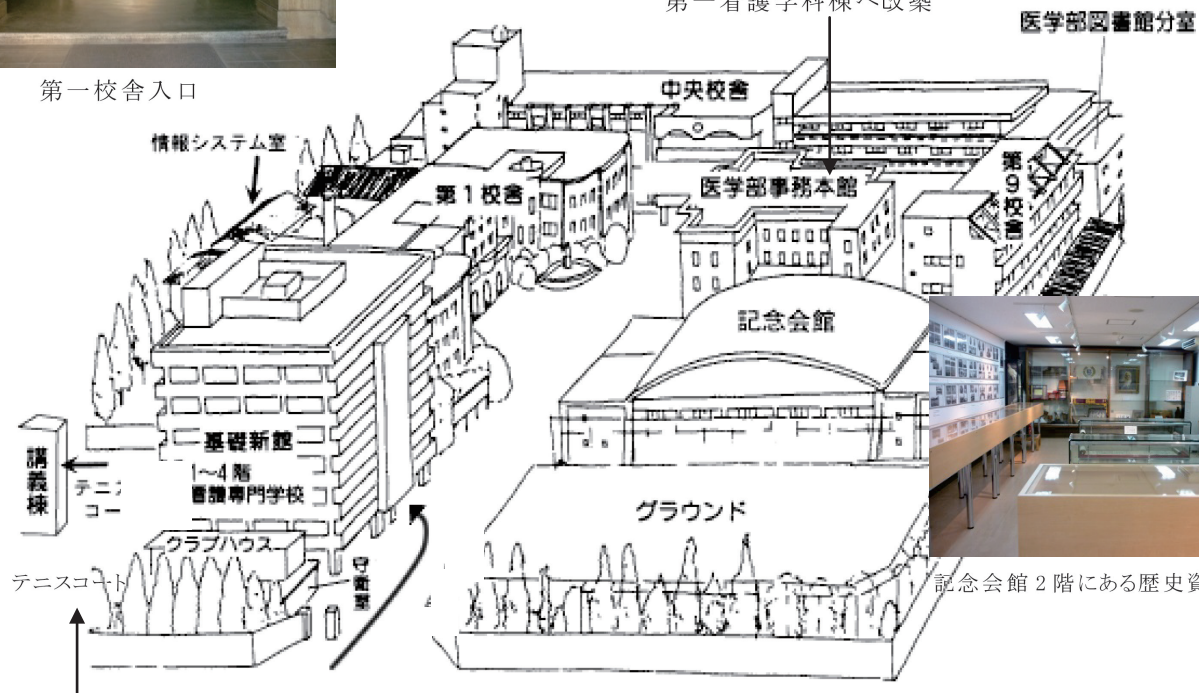 第一看護学科棟へ改築
医学部図書館分室
第一校舎入口
中央校舎
情報システム室
第1校舎
医学部事務本館
第9校舎
記念会館
基礎新館
1~4階
看護専門学校
講義棟
テニ
コー
グラウンド
クラブハウス
守衛室
テニスコート
記念会館2階にある歴史資